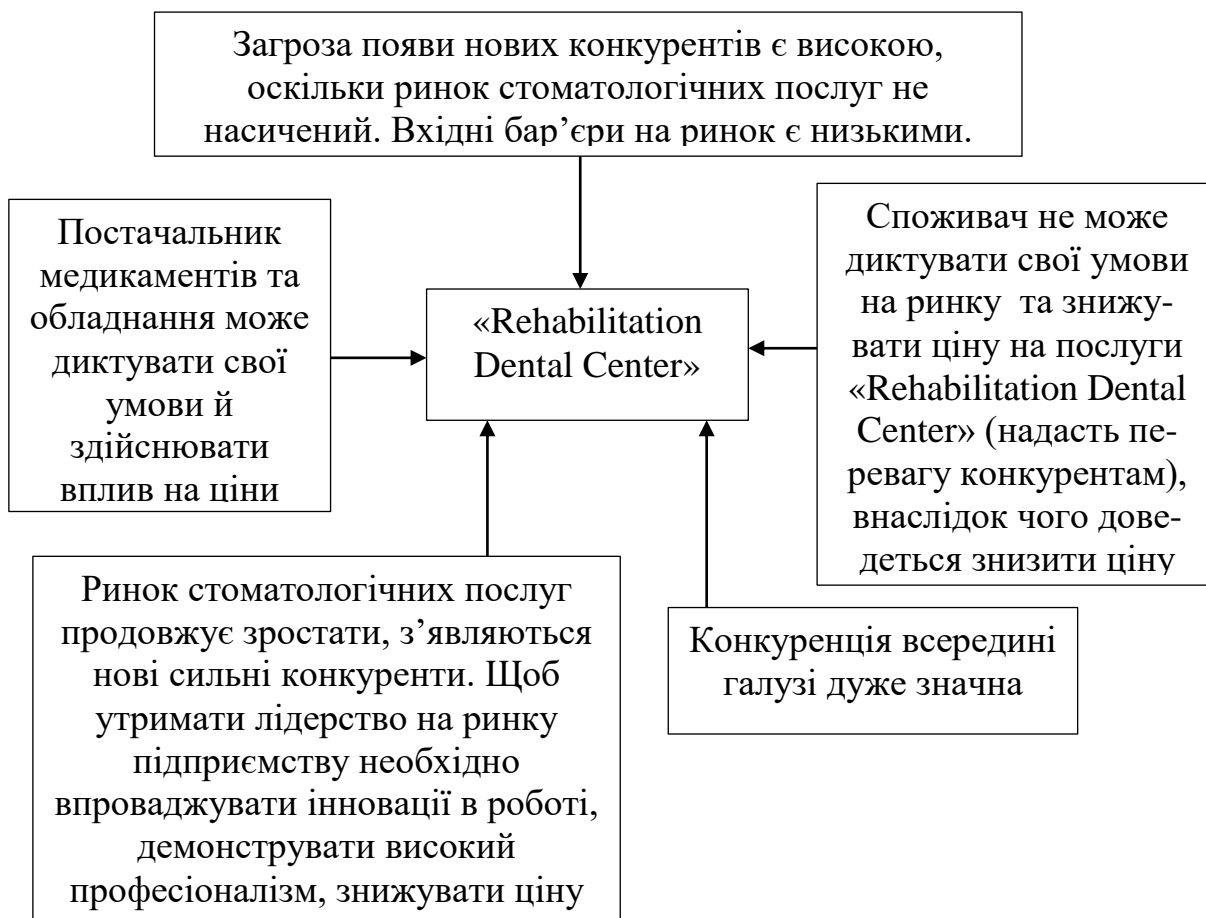 Загроза появи нових конкурентів є високою,
оскільки ринок стоматологічних послуг не
насичений. Вхідні бар’єри на ринок є низькими.
Постачальник
медикаментів та
обладнання може
диктувати свої
умови й
здійснювати
вплив на ціни
«Rehabilitation
Dental Center»
Споживач не може
диктувати свої умови
на ринку та знижу-
вати ціну на послуги
«Rehabilitation Dental
Center» (надасть пе-
ревагу конкурентам),
внаслідок чого дове-
деться знизити ціну
Ринок стоматологічних послуг
продовжує зростати, з’являються
нові сильні конкуренти. Щоб
утримати лідерство на ринку
підприємству необхідно
впроваджувати інновації в роботі,
демонструвати високий
професіоналізм, знижувати ціну
Конкуренція всередині
галузі дуже значна